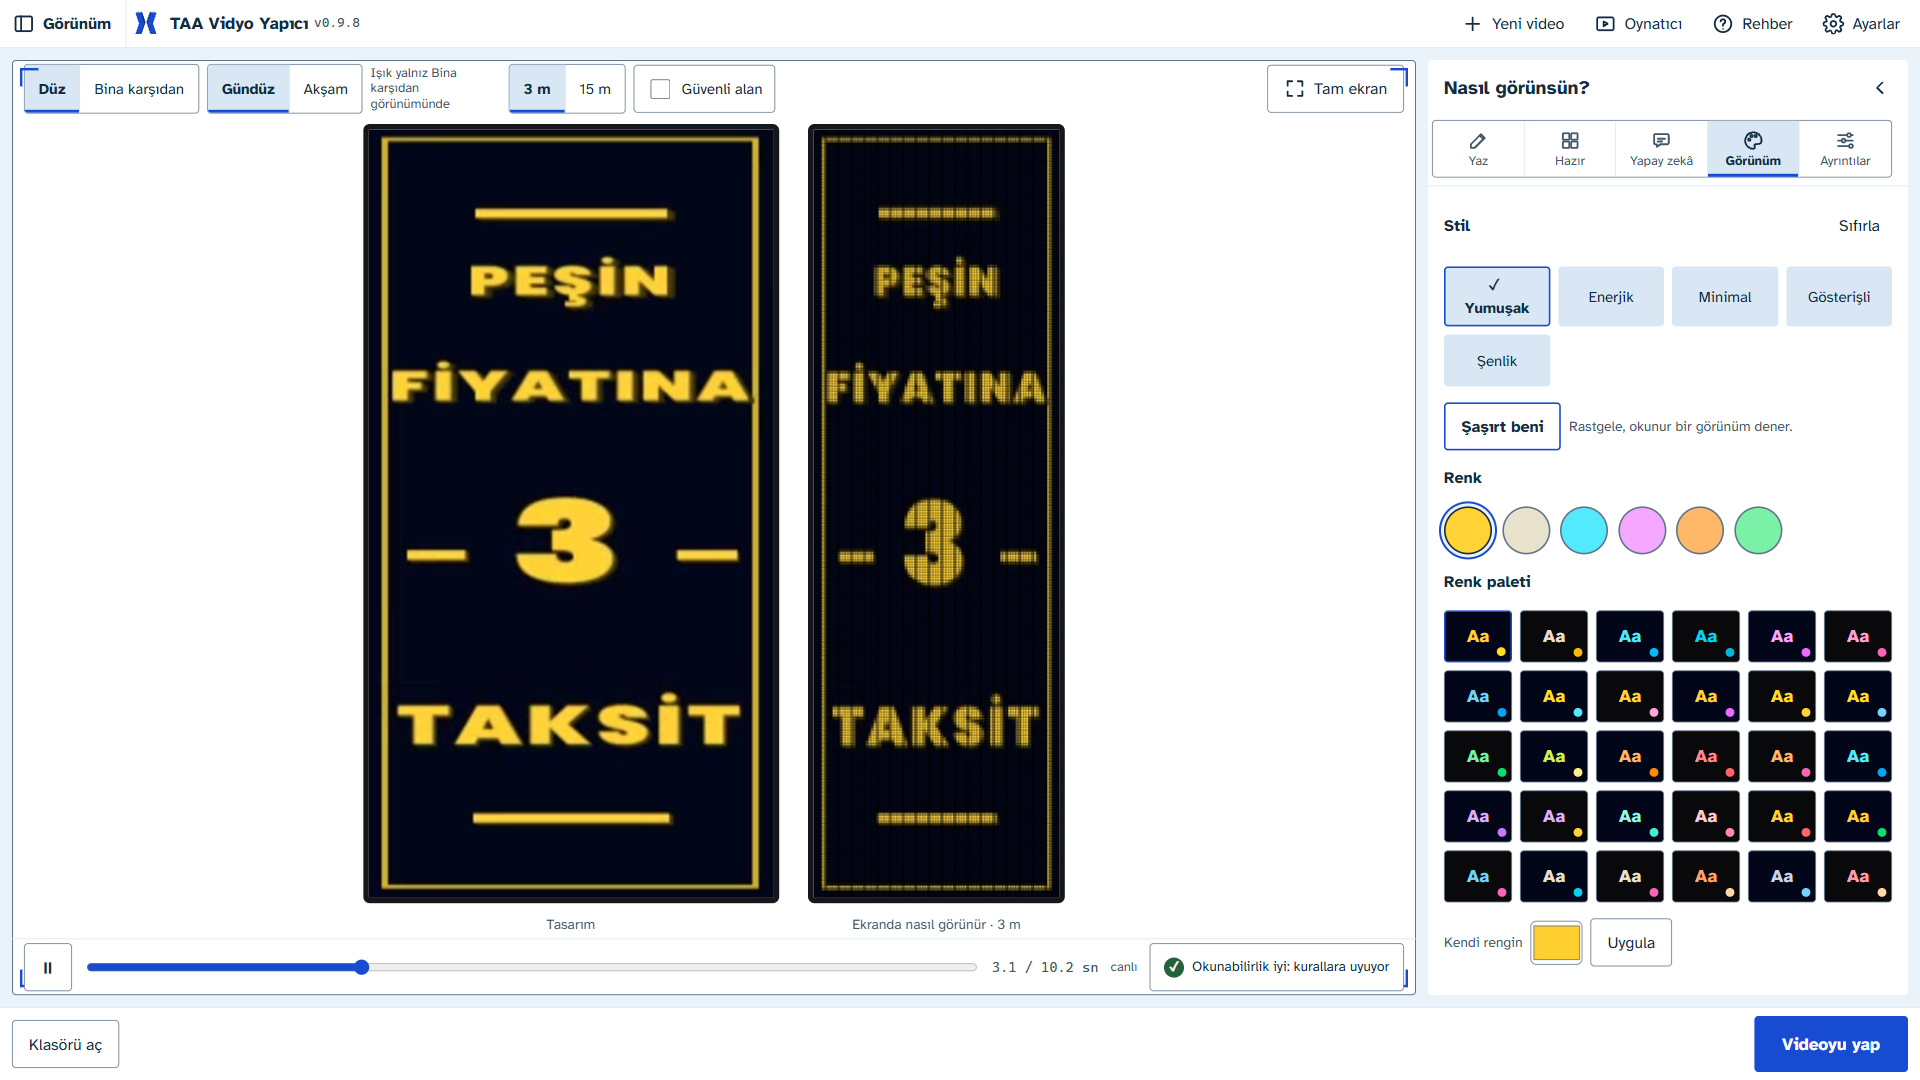 Görünüm
TAA Vidyo Yapıcı v0.9.8
Yeni video
Oynatıcı
Rehber
Ayarlar
Düz
Bina karşıdan
Gündüz
Akşam
Işık yalnız Bina
karşıdan
görünümünde
3 m
15 m
Güvenli alan
Tam ekran
PEŞİN
FİYATINA
3
TAKSİT
Tasarım
PEŞİN
FİYATINA
3
TAKSİT
Ekranda nasıl görünür · 3 m
3.1 / 10.2 sn canlı
Okunabilirlik iyi: kurallara uyuyor
Nasıl görünsün?
Yaz
Hazır
Yapay zekâ
Görünüm
Ayrıntılar
Stil
Sıfırla
Yumuşak
Enerjik
Minimal
Gösterişli
Şenlik
Şaşırt beni
Rastgele, okunur bir görünüm dener.
Renk
Renk paleti
Aa Aa Aa Aa Aa Aa
Aa Aa Aa Aa Aa Aa
Aa Aa Aa Aa Aa Aa
Aa Aa Aa Aa Aa Aa
Aa Aa Aa Aa Aa Aa
Kendi rengin
Uygula
Klasörü aç
Videoyu yap